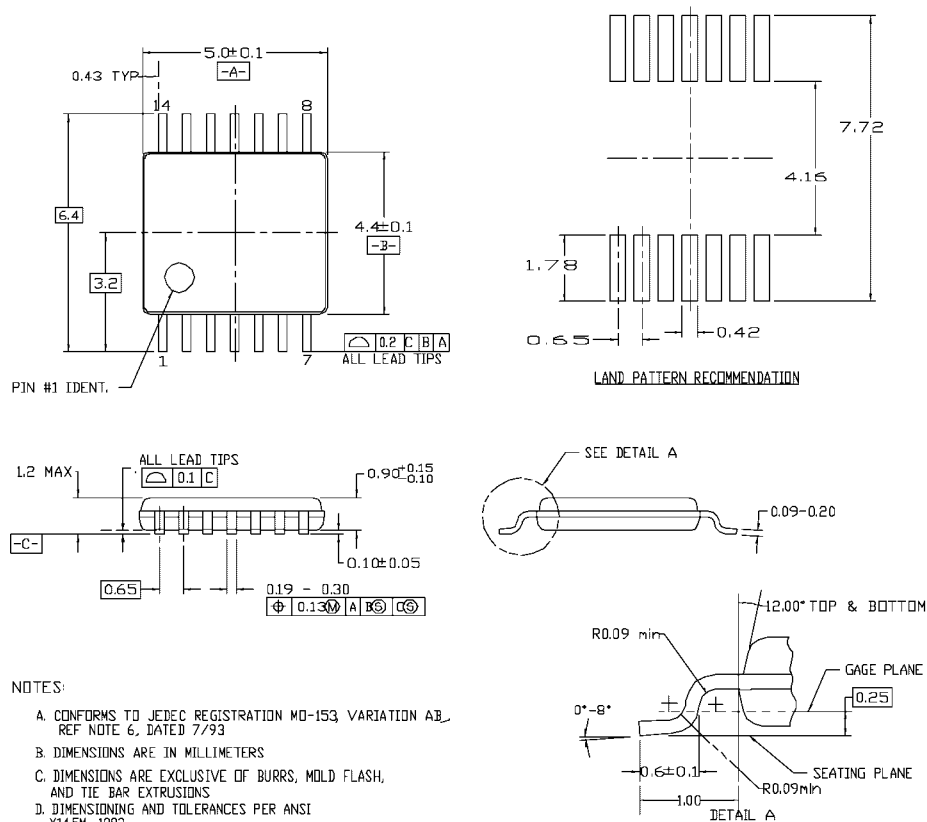 5.0±0.1
-A-
0.43 TYP
14 8
6.4
3.2
4.4±0.1
-B-
1 7
0.2 C B A
ALL LEAD TIPS
PIN #1 IDENT.
7.72
4.16
1.78
0.65
0.42
LAND PATTERN RECOMMENDATION
1.2 MAX
ALL LEAD TIPS
0.1 C
0.90+0.15
-0.10
-C-
0.10±0.05
0.65
0.19 - 0.30
0.13Ⓜ A BⓈ CⓈ
SEE DETAIL A
0.09-0.20
12.00° TOP & BOTTOM
R0.09 min
GAGE PLANE
0.25
0°-8°
0.6±0.1
SEATING PLANE
R0.09min
1.00
DETAIL A
NOTES:
A. CONFORMS TO JEDEC REGISTRATION MO-153, VARIATION AB,
REF NOTE 6, DATED 7/93
B. DIMENSIONS ARE IN MILLIMETERS
C. DIMENSIONS ARE EXCLUSIVE OF BURRS, MOLD FLASH,
AND TIE BAR EXTRUSIONS
D. DIMENSIONING AND TOLERANCES PER ANSI